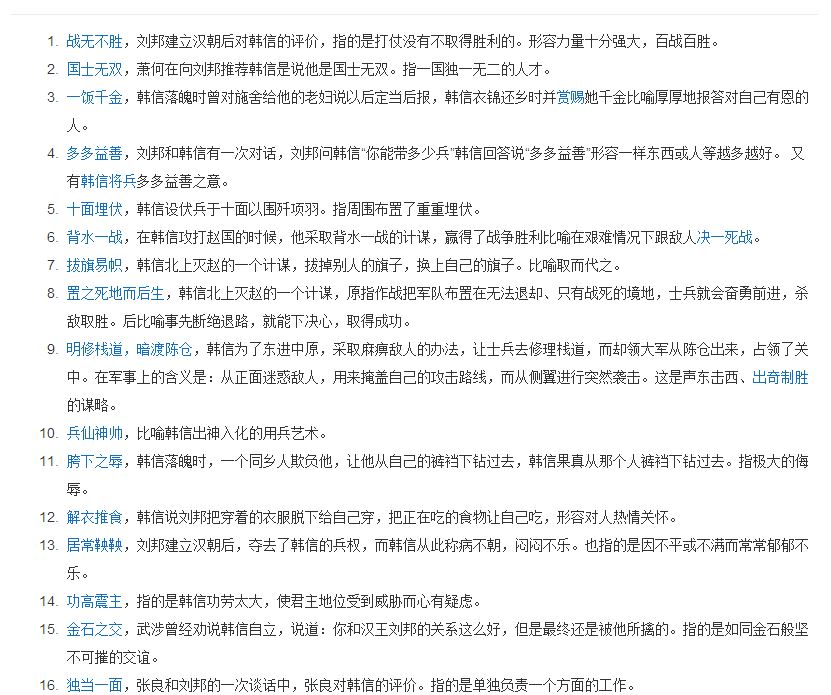 1. 战无不胜，刘邦建立汉朝后对韩信的评价，指的是打仗没有不取得胜利的。形容力量十分强大，百战百胜。
2. 国士无双，萧何在向刘邦推荐韩信是说他是国士无双。指一国独一无二的人才。
3. 一饭千金，韩信落魄时曾对施舍给他的老妇说以后定当后报，韩信衣锦还乡时并赏赐她千金比喻厚厚地报答对自己有恩的
人。
4. 多多益善，刘邦和韩信有一次对话，刘邦问韩信“你能带多少兵”韩信回答说“多多益善”形容一样东西或人等越多越好。 又
有韩信将兵多多益善之意。
5. 十面埋伏，韩信设伏兵于十面以围歼项羽。指周围布置了重重埋伏。
6. 背水一战，在韩信攻打赵国的时候，他采取背水一战的计谋，赢得了战争胜利比喻在艰难情况下跟敌人决一死战。
7. 拔旗易帜，韩信北上灭赵的一个计谋，拔掉别人的旗子，换上自己的旗子。比喻取而代之。
8. 置之死地而后生，韩信北上灭赵的一个计谋，原指作战把军队布置在无法退却、只有战死的境地，士兵就会奋勇前进，杀
敌取胜。后比喻事先断绝退路，就能下决心，取得成功。
9. 明修栈道，暗渡陈仓，韩信为了东进中原，采取麻痹敌人的办法，让士兵去修理栈道，而却领大军从陈仓出来，占领了关
中。在军事上的含义是：从正面迷惑敌人，用来掩盖自己的攻击路线，而从侧翼进行突然袭击。这是声东击西、出奇制胜
的谋略。
10. 兵仙神帅，比喻韩信出神入化的用兵艺术。
11. 胯下之辱，韩信落魄时，一个同乡人欺负他，让他从自己的裤裆下钻过去，韩信果真从那个人裤裆下钻过去。指极大的侮
辱。
12. 解衣推食，韩信说刘邦把穿着的衣服脱下给自己穿，把正在吃的食物让自己吃，形容对人热情关怀。
13. 居常鞅鞅，刘邦建立汉朝后，夺去了韩信的兵权，而韩信从此称病不朝，闷闷不乐。也指的是因不平或不满而常常郁郁不
乐。
14. 功高震主，指的是韩信功劳太大，使君主地位受到威胁而心有疑虑。
15. 金石之交，武涉曾经劝说韩信自立，说道：你和汉王刘邦的关系这么好，但是最终还是被他所擒的。指的是如同金石般坚
不可摧的交谊。
16. 独当一面，张良和刘邦的一次谈话中，张良对韩信的评价。指的是单独负责一个方面的工作。